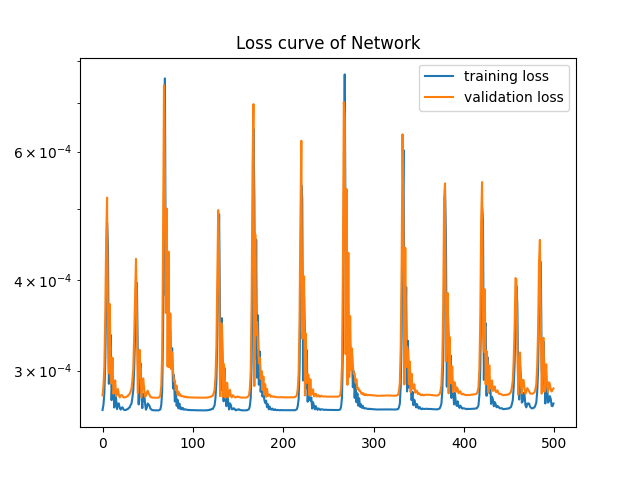 Loss curve of Network
training loss
validation loss
6 × 10⁻⁴
4 × 10⁻⁴
3 × 10⁻⁴
0 100 200 300 400 500